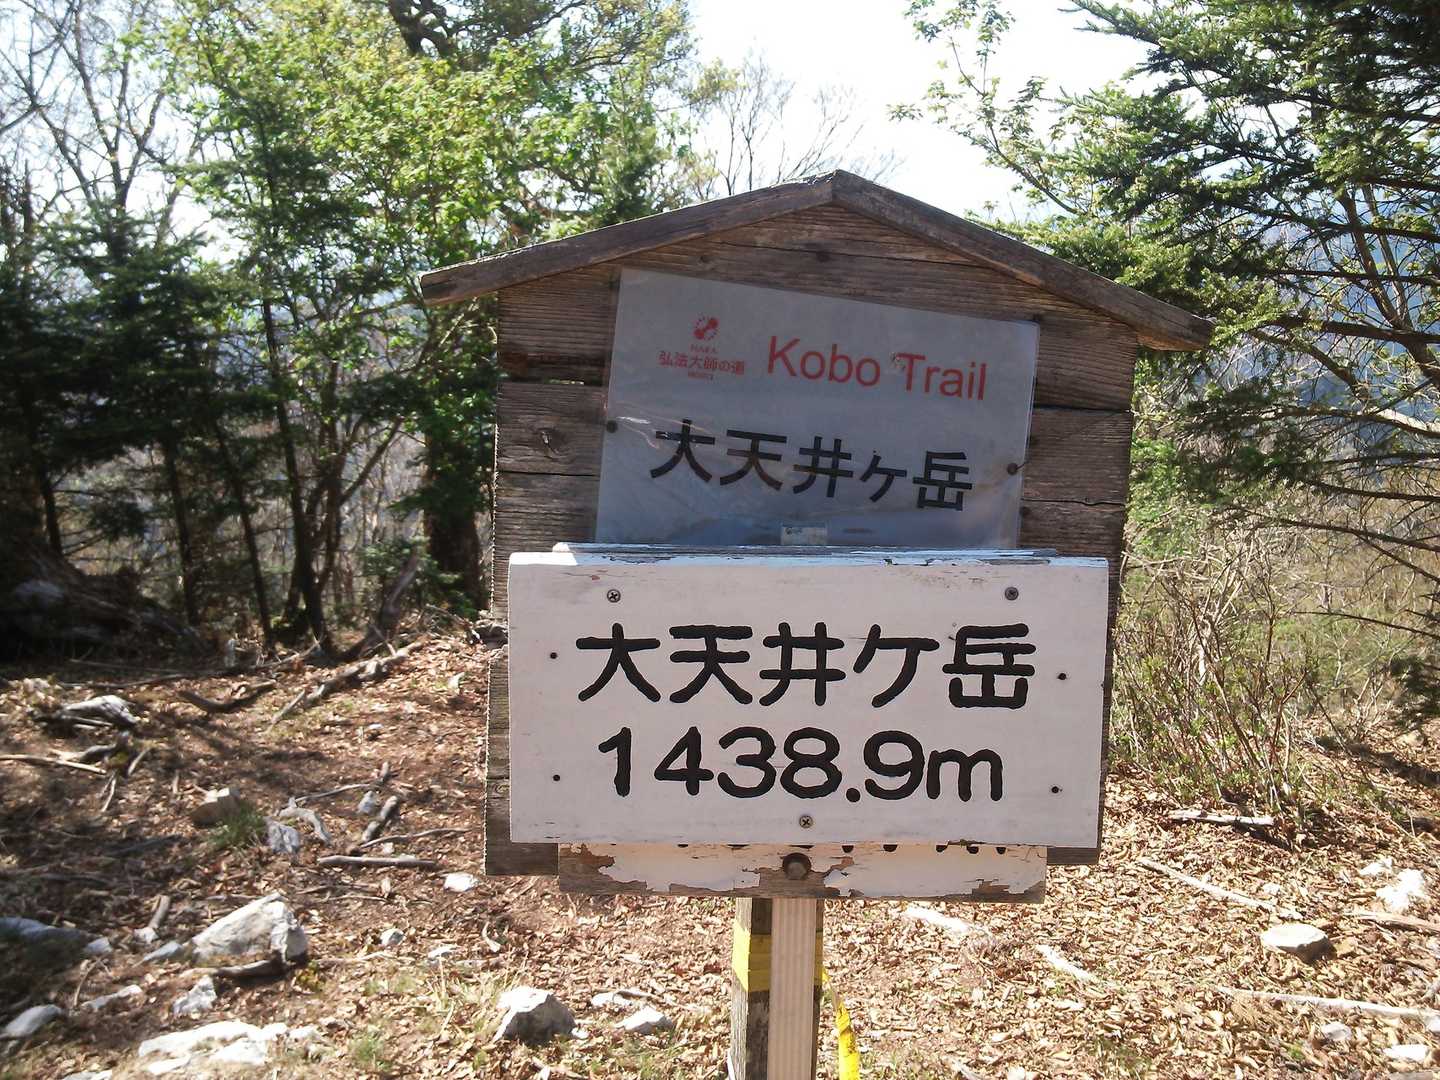 弘法大師の道
Kobo Trail
大天井ヶ岳
大天井ケ岳
1438.9m